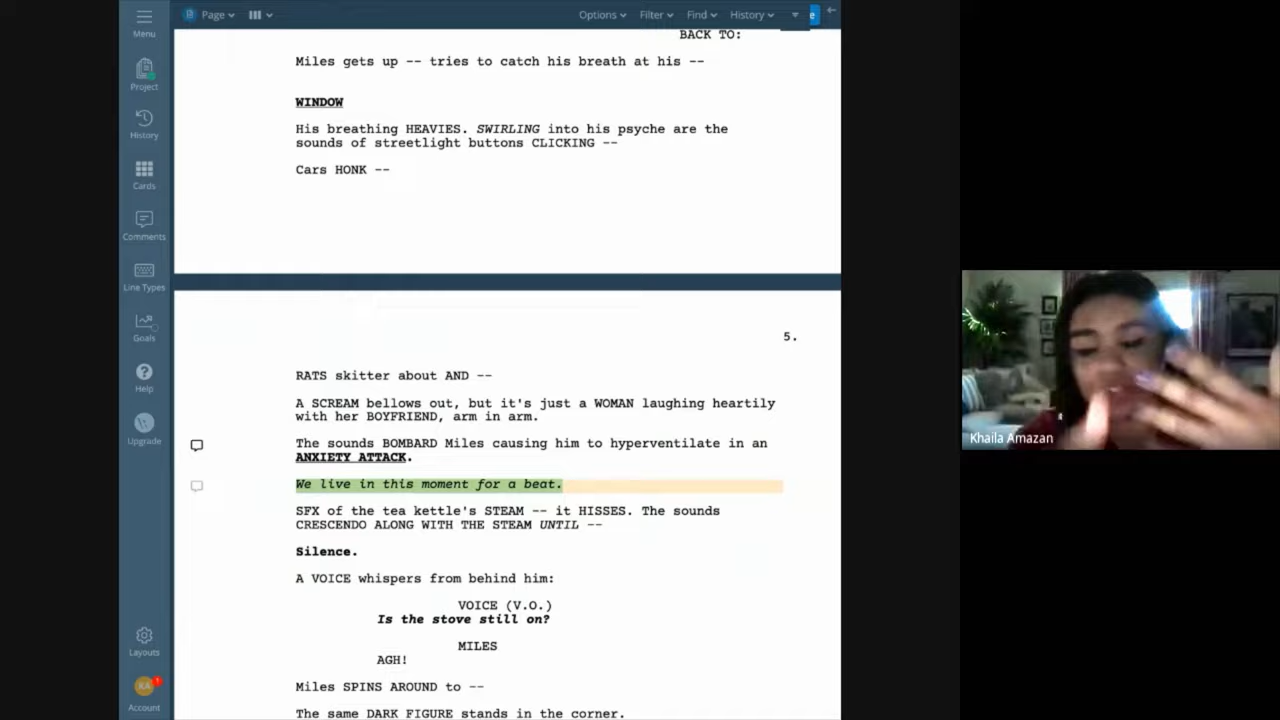 Page
Options
Filter
Find
History
e
Menu
Project
History
Cards
Comments
Line Types
Goals
Help
Upgrade
Layouts
KA
1
Account
BACK TO:
Miles gets up -- tries to catch his breath at his --
WINDOW
His breathing HEAVIES. SWIRLING into his psyche are the
sounds of streetlight buttons CLICKING --
Cars HONK --
5.
RATS skitter about AND --
A SCREAM bellows out, but it's just a WOMAN laughing heartily
with her BOYFRIEND, arm in arm.
The sounds BOMBARD Miles causing him to hyperventilate in an
ANXIETY ATTACK.
We live in this moment for a beat.
SFX of the tea kettle's STEAM -- it HISSES. The sounds
CRESCENDO ALONG WITH THE STEAM UNTIL --
Silence.
A VOICE whispers from behind him:
VOICE (V.O.)
Is the stove still on?
MILES
AGH!
Miles SPINS AROUND to --
The same DARK FIGURE stands in the corner.
Khaila Amazan